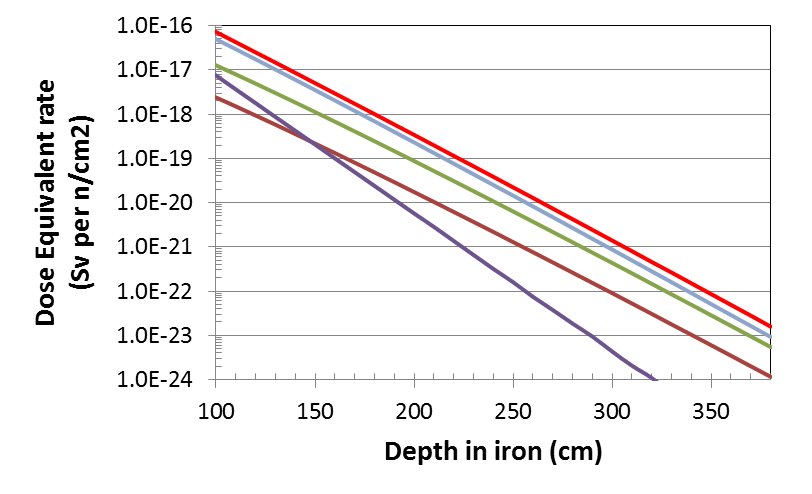 Dose Equivalent rate
(Sv per n/cm2)
1.0E-16
1.0E-17
1.0E-18
1.0E-19
1.0E-20
1.0E-21
1.0E-22
1.0E-23
1.0E-24
100 150 200 250 300 350
Depth in iron (cm)